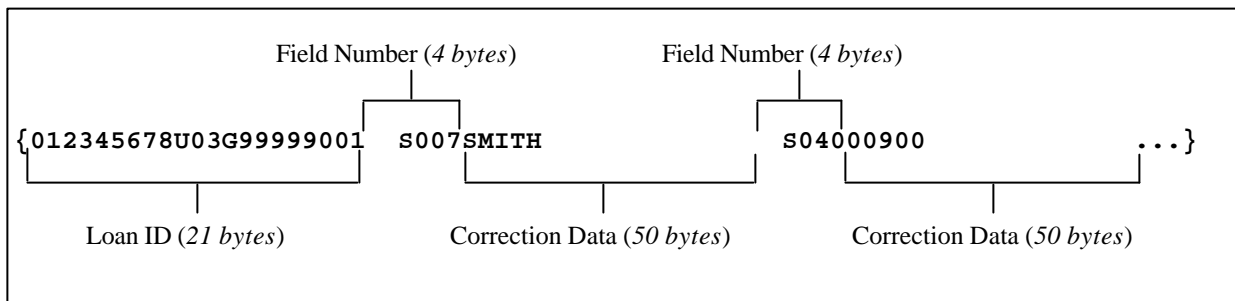 Field Number (4 bytes) Field Number (4 bytes)
{012345678U03G99999001 S007SMITH S04000900 ...}
Loan ID (21 bytes) Correction Data (50 bytes) Correction Data (50 bytes)